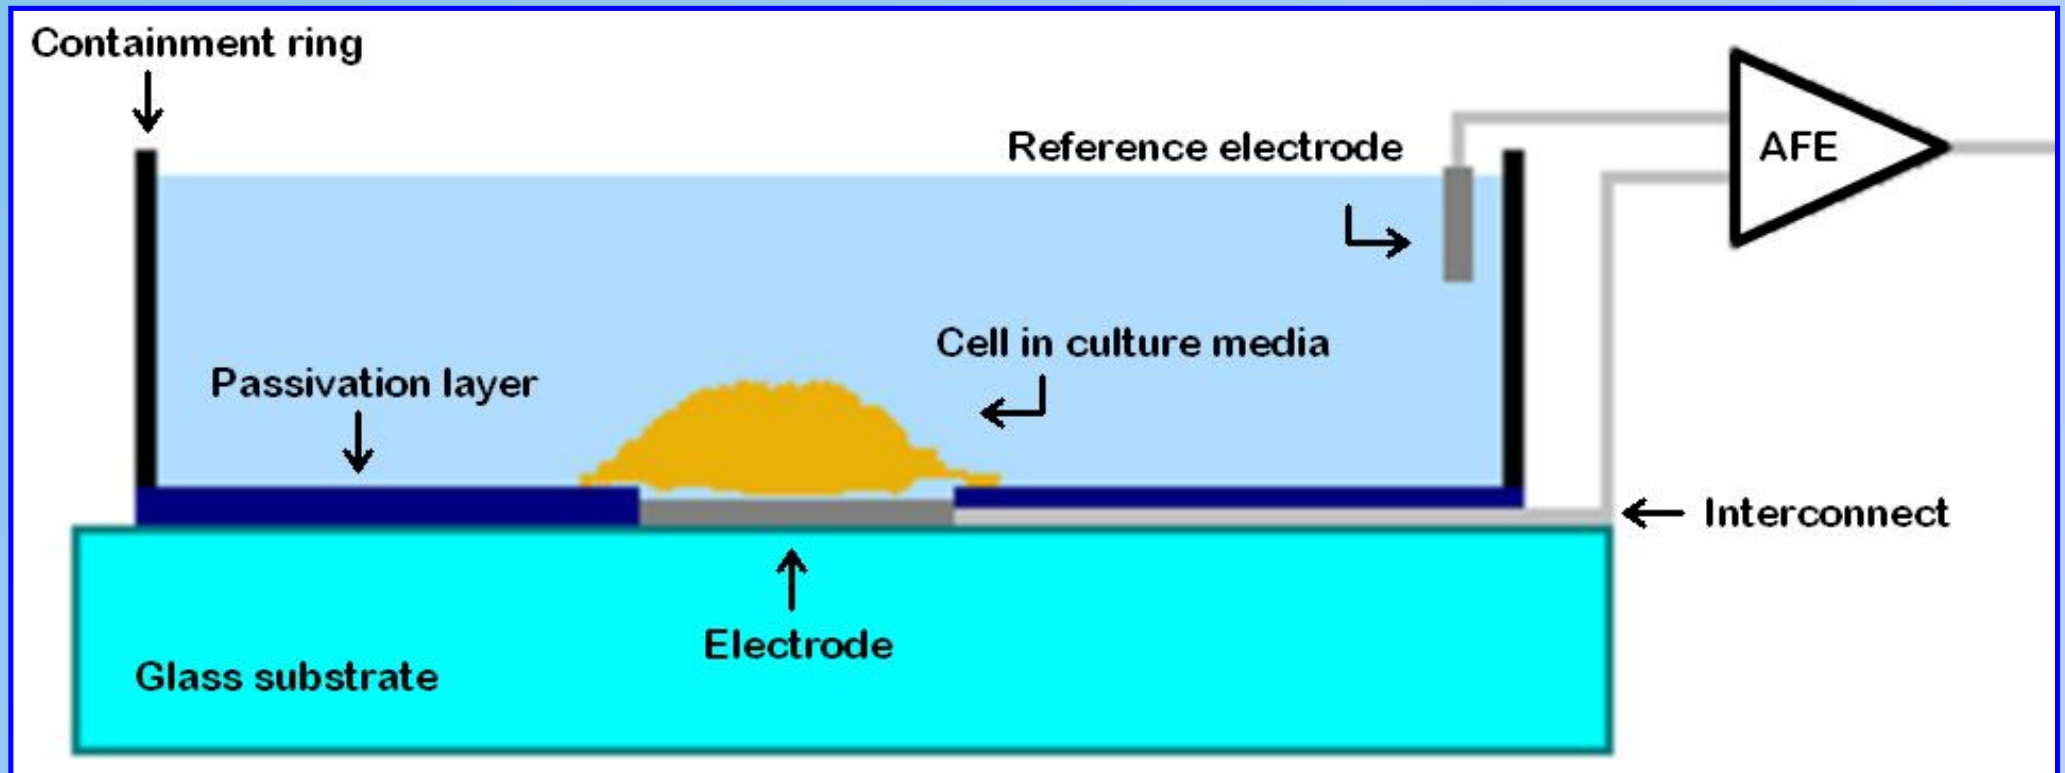 Containment ring
Reference electrode
AFE
Cell in culture media
Passivation layer
Interconnect
Electrode
Glass substrate